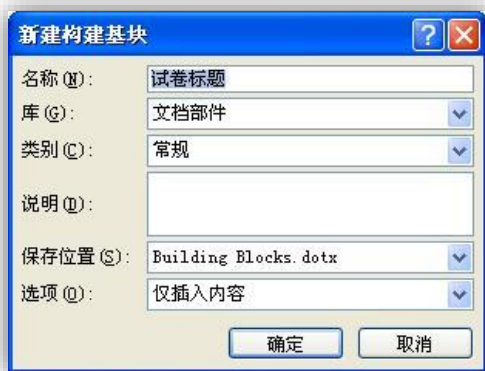 新建构建基块
名称(N): 试卷标题
库(G): 文档部件
类别(C): 常规
说明(D):
保存位置(S): Building Blocks.dotx
选项(O): 仅插入内容
确定 取消